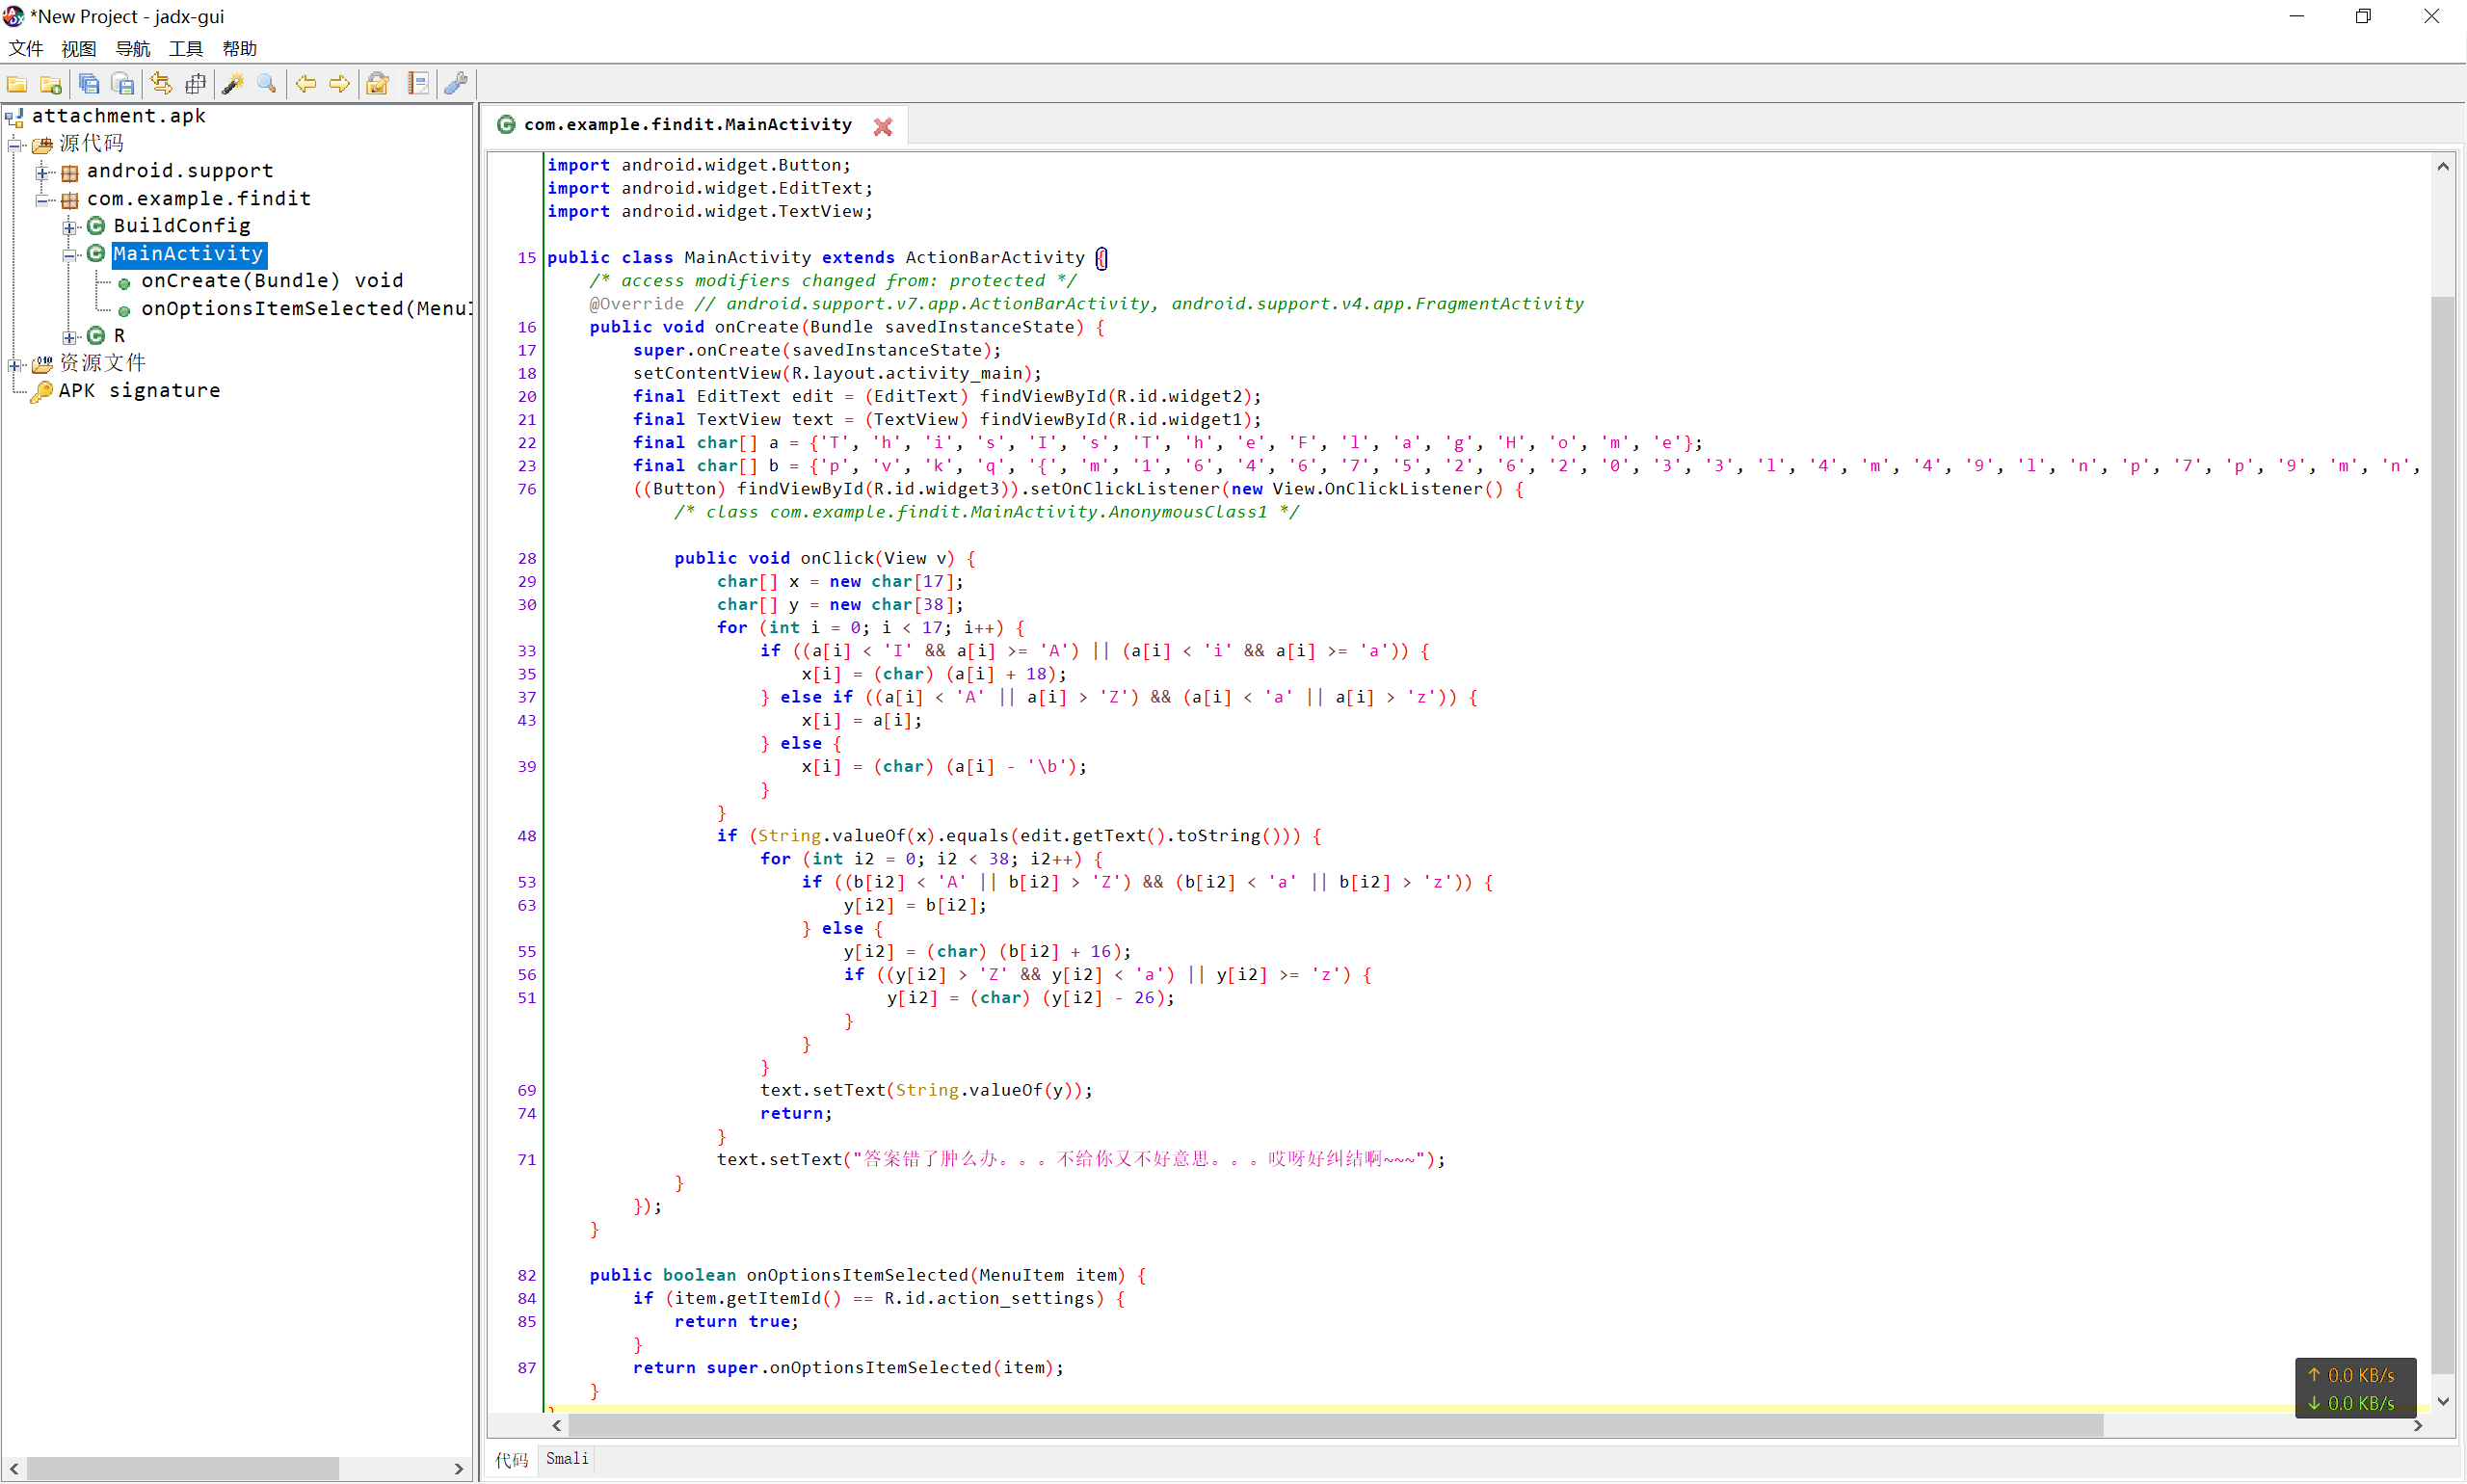 *New Project - jadx-gui
文件 视图 导航 工具 帮助
attachment.apk
源代码
android.support
com.example.findit
BuildConfig
MainActivity
onCreate(Bundle) void
onOptionsItemSelected(Menu
R
资源文件
APK signature
com.example.findit.MainActivity
import android.widget.Button;
import android.widget.EditText;
import android.widget.TextView;
15 public class MainActivity extends ActionBarActivity {
/* access modifiers changed from: protected */
@Override // android.support.v7.app.ActionBarActivity, android.support.v4.app.FragmentActivity
16 public void onCreate(Bundle savedInstanceState) {
17 super.onCreate(savedInstanceState);
18 setContentView(R.layout.activity_main);
20 final EditText edit = (EditText) findViewById(R.id.widget2);
21 final TextView text = (TextView) findViewById(R.id.widget1);
22 final char[] a = {'T', 'h', 'i', 's', 'I', 's', 'T', 'h', 'e', 'F', 'l', 'a', 'g', 'H', 'o', 'm', 'e'};
23 final char[] b = {'p', 'v', 'k', 'q', '{', 'm', '1', '6', '4', '6', '7', '5', '2', '6', '2', '0', '3', '3', 'l', '4', 'm', '4', '9', 'l', 'n', 'p', '7', 'p', '9', 'm', 'n',
76 ((Button) findViewById(R.id.widget3)).setOnClickListener(new View.OnClickListener() {
/* class com.example.findit.MainActivity.AnonymousClass1 */
28 public void onClick(View v) {
29 char[] x = new char[17];
30 char[] y = new char[38];
for (int i = 0; i < 17; i++) {
33 if ((a[i] < 'I' && a[i] >= 'A') || (a[i] < 'i' && a[i] >= 'a')) {
35 x[i] = (char) (a[i] + 18);
37 } else if ((a[i] < 'A' || a[i] > 'Z') && (a[i] < 'a' || a[i] > 'z')) {
43 x[i] = a[i];
} else {
39 x[i] = (char) (a[i] - '\b');
}
}
48 if (String.valueOf(x).equals(edit.getText().toString())) {
for (int i2 = 0; i2 < 38; i2++) {
53 if ((b[i2] < 'A' || b[i2] > 'Z') && (b[i2] < 'a' || b[i2] > 'z')) {
63 y[i2] = b[i2];
} else {
55 y[i2] = (char) (b[i2] + 16);
56 if ((y[i2] > 'Z' && y[i2] < 'a') || y[i2] >= 'z') {
51 y[i2] = (char) (y[i2] - 26);
}
}
}
69 text.setText(String.valueOf(y));
74 return;
}
71 text.setText("答案错了肿么办。。。不给你又不好意思。。。哎呀好纠结啊~~~");
}
});
}
82 public boolean onOptionsItemSelected(MenuItem item) {
84 if (item.getItemId() == R.id.action_settings) {
85 return true;
}
87 return super.onOptionsItemSelected(item);
}
↑ 0.0 KB/s
↓ 0.0 KB/s
代码 Smali